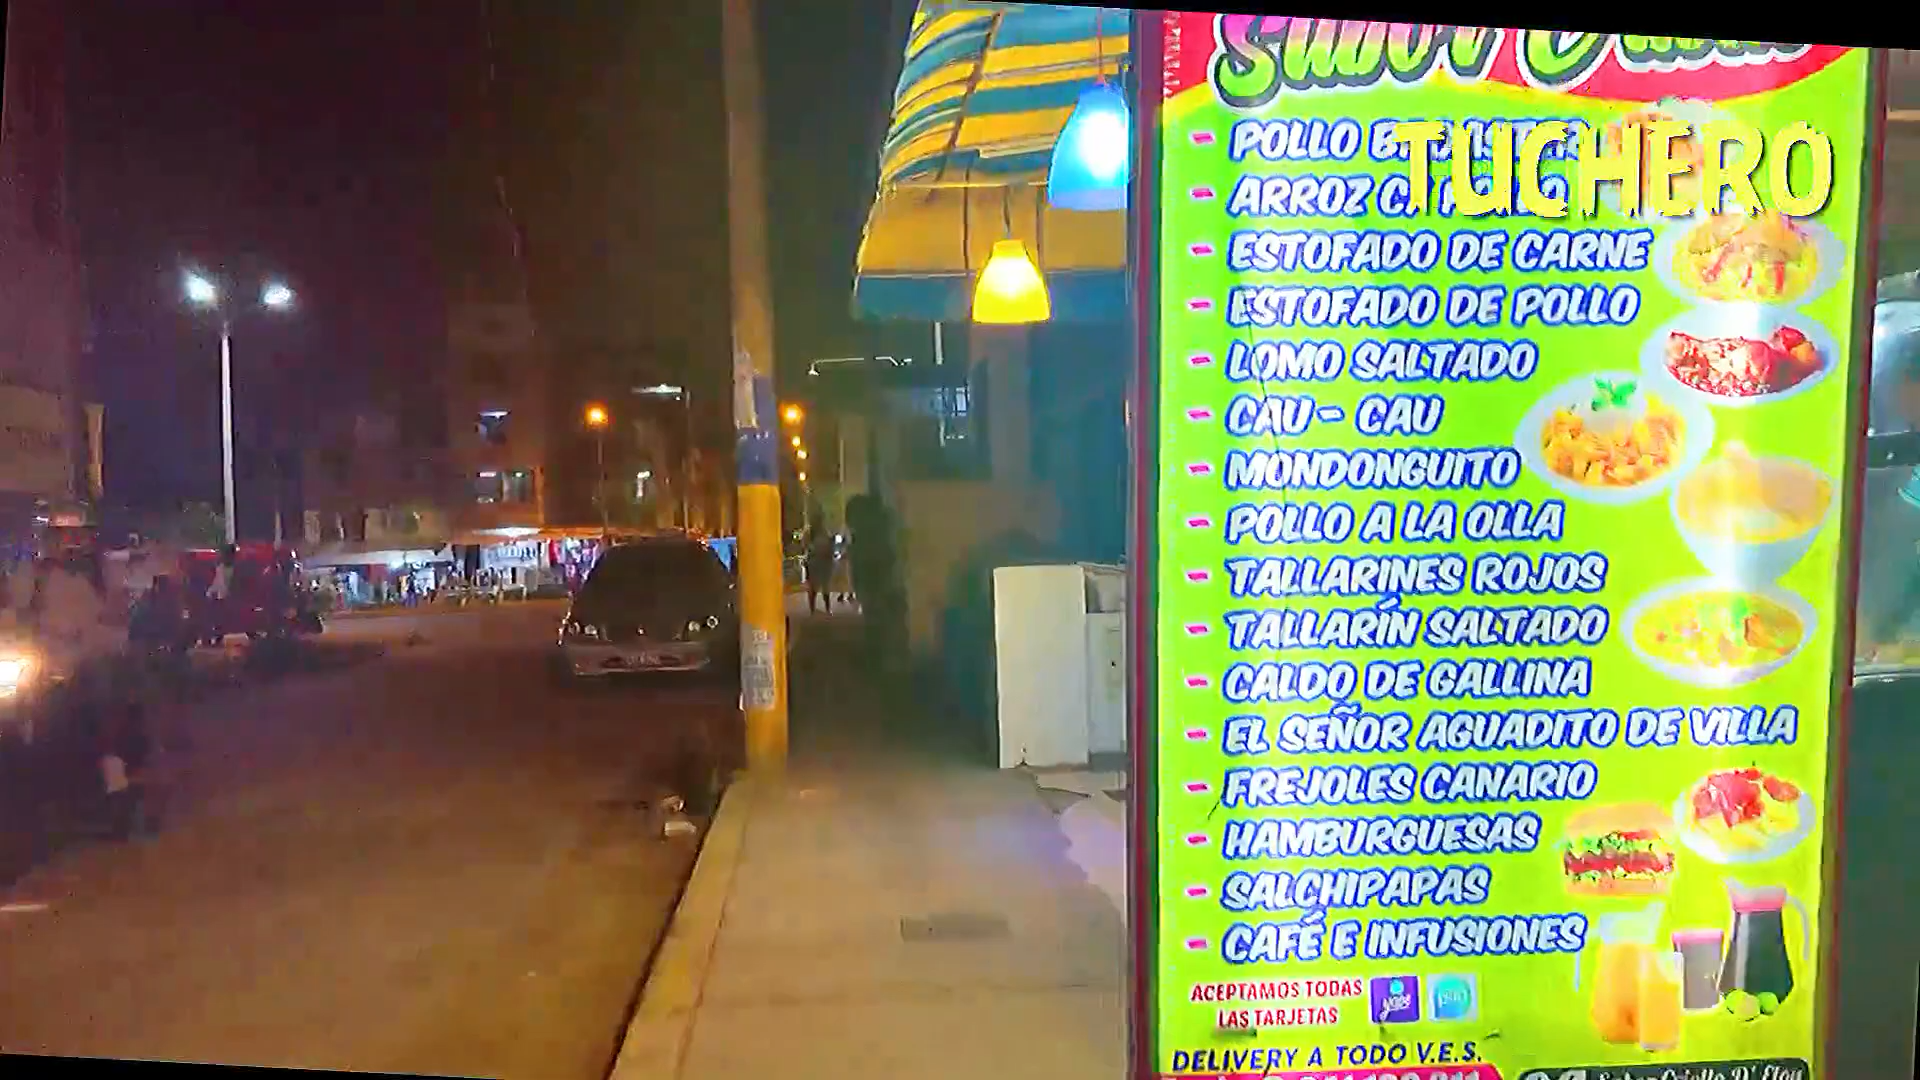 TUCHERO
- POLLO
- ARROZ
- ESTOFADO DE CARNE
- ESTOFADO DE POLLO
- LOMO SALTADO
- CAU - CAU
- MONDONGUITO
- POLLO A LA OLLA
- TALLARINES ROJOS
- TALLARÍN SALTADO
- CALDO DE GALLINA
- EL SEÑOR AGUADITO DE VILLA
- FREJOLES CANARIO
- HAMBURGUESAS
- SALCHIPAPAS
- CAFÉ E INFUSIONES
ACEPTAMOS TODAS
LAS TARJETAS
yape
DELIVERY A TODO V.E.S.